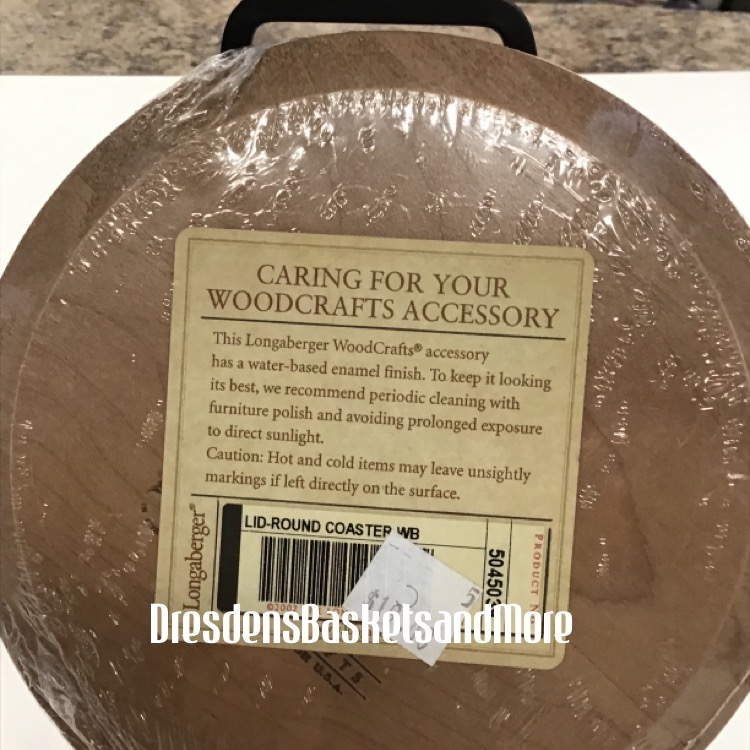 CARING FOR YOUR
WOODCRAFTS ACCESSORY
This Longaberger WoodCrafts® accessory
has a water-based enamel finish. To keep it looking
its best, we recommend periodic cleaning with
furniture polish and avoiding prolonged exposure
to direct sunlight.
Caution: Hot and cold items may leave unsightly
markings if left directly on the surface.
Longaberger®
LID-ROUND COASTER WB
504503
PRODUCT
DresdensBasketsandMore
U.S.A.